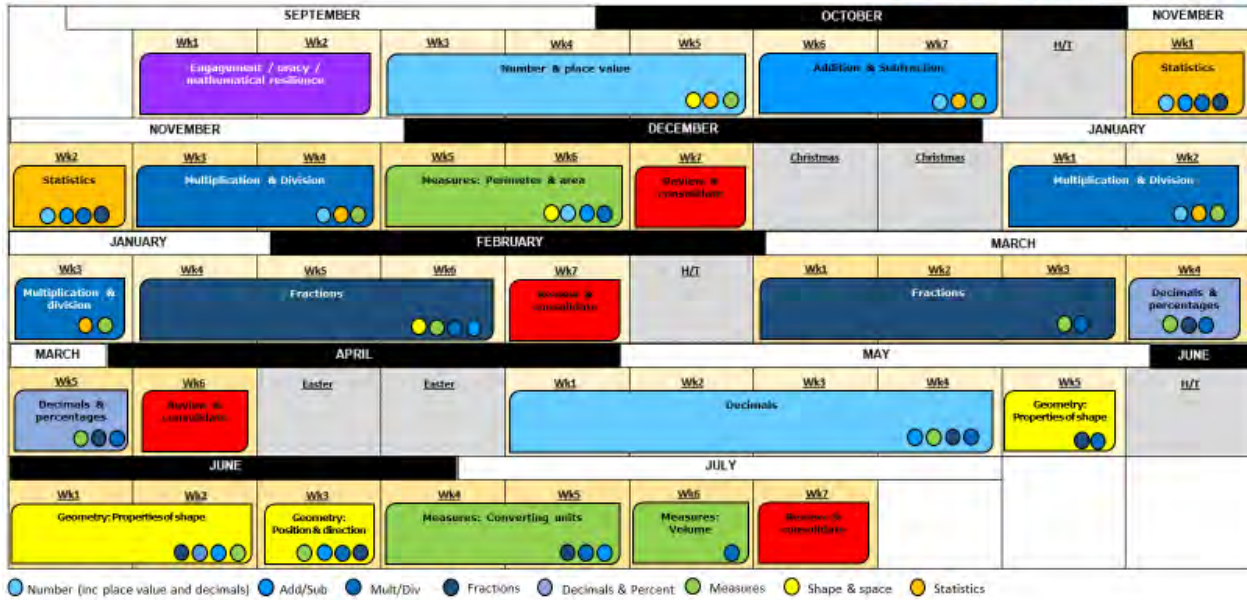 SEPTEMBER OCTOBER NOVEMBER
Wk1 Wk2 Wk3 Wk4 Wk5 Wk6 Wk7 H/T Wk1
Engagement / oracy / mathematical resilience
Number & place value
Addition & Subtraction
Statistics
NOVEMBER DECEMBER JANUARY
Wk2 Wk3 Wk4 Wk5 Wk6 Wk7 Christmas Christmas Wk1 Wk2
Statistics
Multiplication & Division
Measures: Perimeter & area
Review & consolidate
Multiplication & Division
JANUARY FEBRUARY MARCH
Wk3 Wk4 Wk5 Wk6 Wk7 H/T Wk1 Wk2 Wk3 Wk4
Multiplication & division
Fractions
Review & consolidate
Fractions
Decimals & percentages
MARCH APRIL MAY JUNE
Wk5 Wk6 Easter Easter Wk1 Wk2 Wk3 Wk4 Wk5 H/T
Decimals & percentages
Review & consolidate
Decimals
Geometry: Properties of shape
JUNE JULY
Wk1 Wk2 Wk3 Wk4 Wk5 Wk6 Wk7
Geometry: Properties of shape
Geometry: Position & direction
Measures: Converting units
Measures: Volume
Review & consolidate
Number (inc place value and decimals) Add/Sub Mult/Div Fractions Decimals & Percent Measures Shape & space Statistics